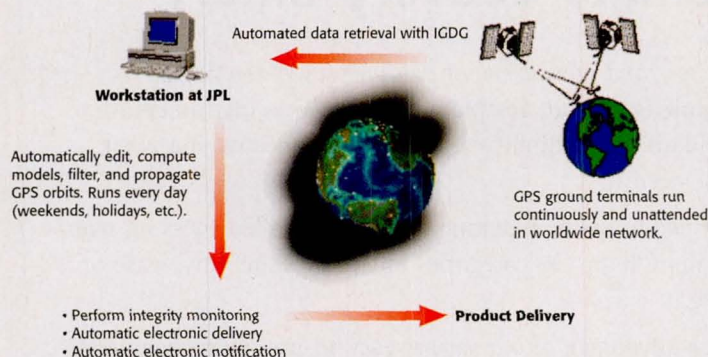 Automated data retrieval with IGDG
Workstation at JPL
Automatically edit, compute
models, filter, and propagate
GPS orbits. Runs every day
(weekends, holidays, etc.).
GPS ground terminals run
continuously and unattended
in worldwide network.
• Perform integrity monitoring
• Automatic electronic delivery
• Automatic electronic notification
Product Delivery